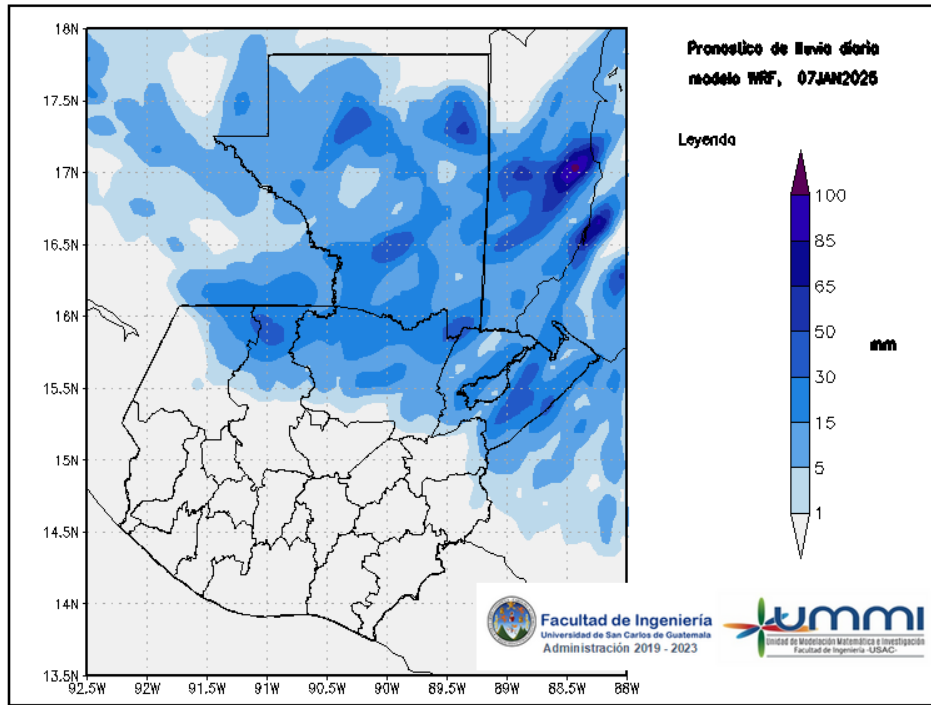 Pronostico de lluvia diaria
modelo WRF, 07JAN2025
Leyenda
100
85
65
50
30
15
5
1
mm
18N
17.5N
17N
16.5N
16N
15.5N
15N
14.5N
14N
13.5N
92.5W
92W
91.5W
91W
90.5W
90W
89.5W
89W
88.5W
88W
Facultad de Ingeniería
Universidad de San Carlos de Guatemala
Administración 2019 - 2023
ummi
Unidad de Modelación Matemática e Investigación
Facultad de Ingeniería -USAC-